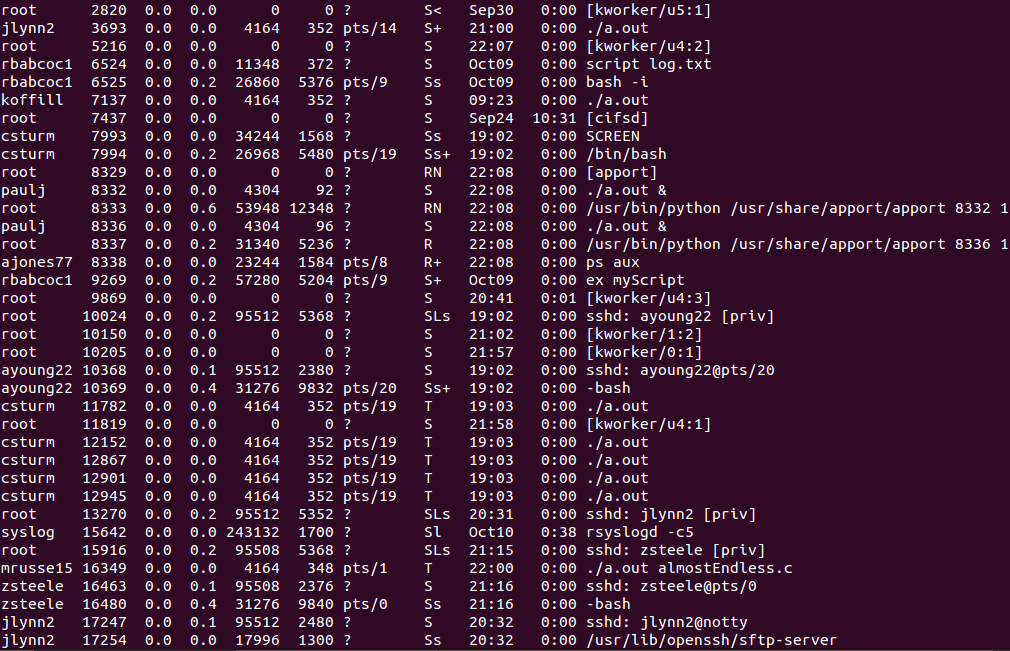 root 2820 0.0 0.0 0 0 ? S< Sep30 0:00 [kworker/u5:1]
jlynn2 3693 0.0 0.0 4164 352 pts/14 S+ 21:00 0:00 ./a.out
root 5216 0.0 0.0 0 0 ? S 22:07 0:00 [kworker/u4:2]
rbabcoc1 6524 0.0 0.0 11348 372 ? S Oct09 0:00 script log.txt
rbabcoc1 6525 0.0 0.2 26860 5376 pts/9 Ss Oct09 0:00 bash -i
koffill 7137 0.0 0.0 4164 352 ? S 09:23 0:00 ./a.out
root 7437 0.0 0.0 0 0 ? S Sep24 10:31 [cifsd]
csturm 7993 0.0 0.0 34244 1568 ? Ss 19:02 0:00 SCREEN
csturm 7994 0.0 0.2 26968 5480 pts/19 Ss+ 19:02 0:00 /bin/bash
root 8329 0.0 0.0 0 0 ? RN 22:08 0:00 [apport]
paulj 8332 0.0 0.0 4304 92 ? S 22:08 0:00 ./a.out &
root 8333 0.0 0.6 53948 12348 ? RN 22:08 0:00 /usr/bin/python /usr/share/apport/apport 8332 1
paulj 8336 0.0 0.0 4304 96 ? S 22:08 0:00 ./a.out &
root 8337 0.0 0.2 31340 5236 ? R 22:08 0:00 /usr/bin/python /usr/share/apport/apport 8336 1
ajones77 8338 0.0 0.0 23244 1584 pts/8 R+ 22:08 0:00 ps aux
rbabcoc1 9269 0.0 0.2 57280 5204 pts/9 S+ Oct09 0:00 ex myScript
root 9869 0.0 0.0 0 0 ? S 20:41 0:01 [kworker/u4:3]
root 10024 0.0 0.2 95512 5368 ? SLs 19:02 0:00 sshd: ayoung22 [priv]
root 10150 0.0 0.0 0 0 ? S 21:02 0:00 [kworker/1:2]
root 10205 0.0 0.0 0 0 ? S 21:57 0:00 [kworker/0:1]
ayoung22 10368 0.0 0.1 95512 2380 ? S 19:02 0:00 sshd: ayoung22@pts/20
ayoung22 10369 0.0 0.4 31276 9832 pts/20 Ss+ 19:02 0:00 -bash
csturm 11782 0.0 0.0 4164 352 pts/19 T 19:03 0:00 ./a.out
root 11819 0.0 0.0 0 0 ? S 21:58 0:00 [kworker/u4:1]
csturm 12152 0.0 0.0 4164 352 pts/19 T 19:03 0:00 ./a.out
csturm 12867 0.0 0.0 4164 352 pts/19 T 19:03 0:00 ./a.out
csturm 12901 0.0 0.0 4164 352 pts/19 T 19:03 0:00 ./a.out
csturm 12945 0.0 0.0 4164 352 pts/19 T 19:03 0:00 ./a.out
root 13270 0.0 0.2 95512 5352 ? SLs 20:31 0:00 sshd: jlynn2 [priv]
syslog 15642 0.0 0.0 243132 1700 ? Sl Oct10 0:38 rsyslogd -c5
root 15916 0.0 0.2 95508 5368 ? SLs 21:15 0:00 sshd: zsteele [priv]
mrusse15 16349 0.0 0.0 4164 348 pts/1 T 22:00 0:00 ./a.out almostEndless.c
zsteele 16463 0.0 0.1 95508 2376 ? S 21:16 0:00 sshd: zsteele@pts/0
zsteele 16480 0.0 0.4 31276 9840 pts/0 Ss 21:16 0:00 -bash
jlynn2 17247 0.0 0.1 95512 2480 ? S 20:32 0:00 sshd: jlynn2@notty
jlynn2 17254 0.0 0.0 17996 1300 ? Ss 20:32 0:00 /usr/lib/openssh/sftp-server